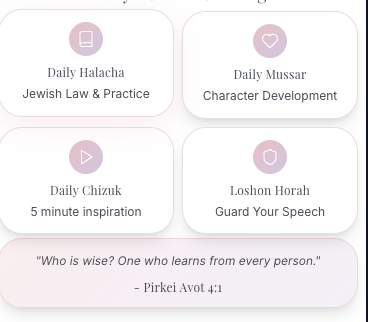 Daily Halacha
Jewish Law & Practice
Daily Mussar
Character Development
Daily Chizuk
5 minute inspiration
Loshon Horah
Guard Your Speech
"Who is wise? One who learns from every person."
- Pirkei Avot 4:1